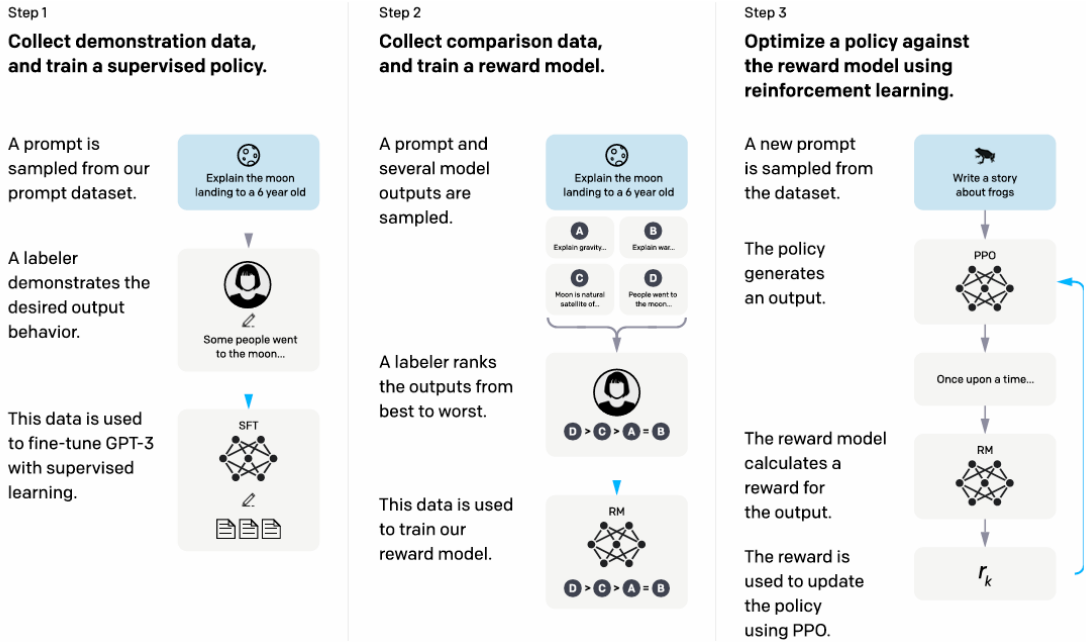 Step 1
Collect demonstration data,
and train a supervised policy.
A prompt is
sampled from our
prompt dataset.
Explain the moon
landing to a 6 year old
A labeler
demonstrates the
desired output
behavior.
Some people went
to the moon...
This data is used
to fine-tune GPT-3
with supervised
learning.
SFT
Step 2
Collect comparison data,
and train a reward model.
A prompt and
several model
outputs are
sampled.
Explain the moon
landing to a 6 year old
A
Explain gravity...
B
Explain war...
C
Moon is natural
satellite of...
D
People went to
the moon...
A labeler ranks
the outputs from
best to worst.
D > C > A = B
This data is used
to train our
reward model.
RM
D > C > A = B
Step 3
Optimize a policy against
the reward model using
reinforcement learning.
A new prompt
is sampled from
the dataset.
Write a story
about frogs
The policy
generates
an output.
PPO
Once upon a time...
The reward model
calculates a
reward for
the output.
RM
The reward is
used to update
the policy
using PPO.
rₖ